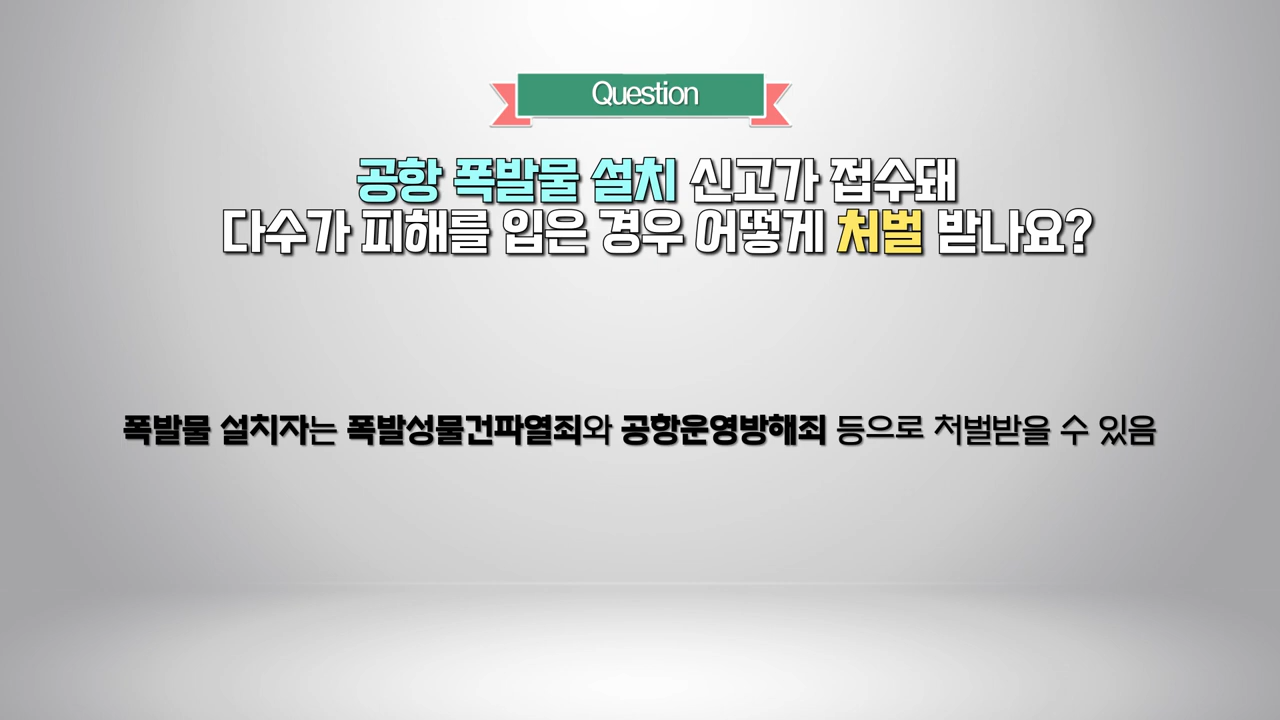 Question
공항 폭발물 설치 신고가 접수돼
다수가 피해를 입은 경우 어떻게 처벌 받나요?
폭발물 설치자는 폭발성물건파열죄와 공항운영방해죄 등으로 처벌받을 수 있음